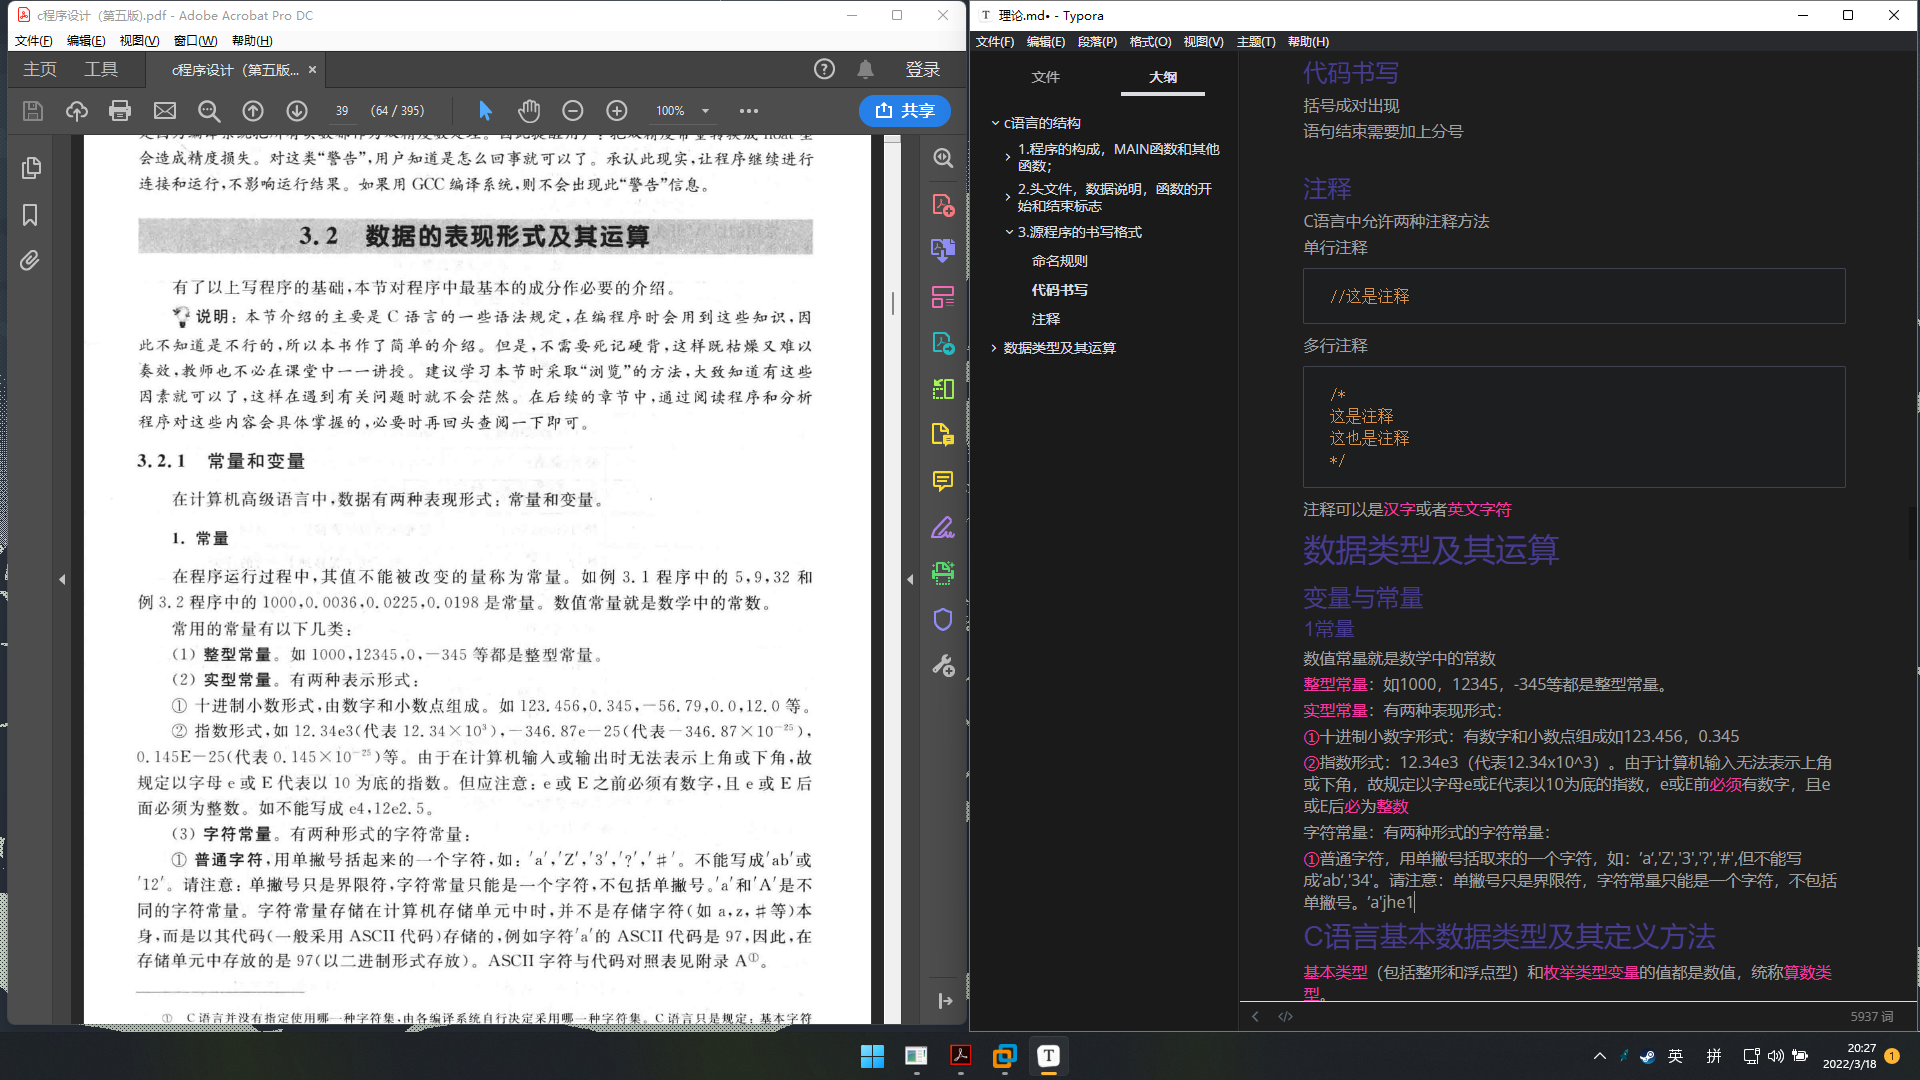 c程序设计（第五版).pdf - Adobe Acrobat Pro DC
文件(F) 编辑(E) 视图(V) 窗口(W) 帮助(H)
主页 工具 c程序设计（第五版... × 登录
39 (64 / 395) 100% 共享
会造成精度损失。对这类“警告”,用户知道是怎么回事就可以了。承认此现实,让程序继续进行
连接和运行,不影响运行结果。如果用 GCC 编译系统,则不会出现此“警告”信息。
3.2 数据的表现形式及其运算
有了以上写程序的基础,本节对程序中最基本的成分作必要的介绍。
说明: 本节介绍的主要是 C 语言的一些语法规定,在编程序时会用到这些知识,因
此不知道是不行的,所以本书作了简单的介绍。但是,不需要死记硬背,这样既枯燥又难以
奏效,教师也不必在课堂中一一讲授。建议学习本节时采取“浏览”的方法,大致知道有这些
因素就可以了,这样在遇到有关问题时就不会茫然。在后续的章节中,通过阅读程序和分析
程序对这些内容会具体掌握的,必要时再回头查阅一下即可。
3.2.1 常量和变量
在计算机高级语言中,数据有两种表现形式: 常量和变量。
1. 常量
在程序运行过程中,其值不能被改变的量称为常量。如例 3.1 程序中的 5,9,32 和
例 3.2 程序中的 1000,0.0036,0.0225,0.0198 是常量。数值常量就是数学中的常数。
常用的常量有以下几类:
(1) 整型常量。如 1000,12345,0,−345 等都是整型常量。
(2) 实型常量。有两种表示形式:
① 十进制小数形式,由数字和小数点组成。如 123.456,0.345,−56.79,0.0,12.0 等。
② 指数形式,如 12.34e3(代表 12.34×10³),−346.87e−25(代表−346.87×10⁻²⁵),
0.145E−25(代表 0.145×10⁻²⁵)等。由于在计算机输入或输出时无法表示上角或下角,故
规定以字母 e 或 E 代表以 10 为底的指数。但应注意: e 或 E 之前必须有数字,且 e 或 E 后
面必须为整数。如不能写成 e4,12e2.5。
(3) 字符常量。有两种形式的字符常量:
① 普通字符,用单撇号括起来的一个字符,如: 'a','Z','3','?','#'。不能写成'ab'或
'12'。请注意: 单撇号只是界限符,字符常量只能是一个字符,不包括单撇号。'a'和'A'是不
同的字符常量。字符常量存储在计算机存储单元中时,并不是存储字符(如 a,z,# 等)本
身,而是以其代码(一般采用 ASCII 代码)存储的,例如字符'a'的 ASCII 代码是 97,因此,在
存储单元中存放的是 97(以二进制形式存放)。ASCII 字符与代码对照表见附录 A①。
① C 语言并没有指定使用哪一种字符集,由各编译系统自行决定采用哪一种字符集。C 语言只是规定: 基本字符
T 理论.md• - Typora
文件(F) 编辑(E) 段落(P) 格式(O) 视图(V) 主题(T) 帮助(H)
文件 大纲
c语言的结构
1.程序的构成，MAIN函数和其他
函数；
2.头文件，数据说明，函数的开
始和结束标志
3.源程序的书写格式
命名规则
代码书写
注释
数据类型及其运算
代码书写
括号成对出现
语句结束需要加上分号
注释
C语言中允许两种注释方法
单行注释
//这是注释
多行注释
/*
这是注释
这也是注释
*/
注释可以是汉字或者英文字符
数据类型及其运算
变量与常量
1常量
数值常量就是数学中的常数
整型常量：如1000，12345，-345等都是整型常量。
实型常量：有两种表现形式：
①十进制小数字形式：有数字和小数点组成如123.456，0.345
②指数形式：12.34e3（代表12.34x10^3）。由于计算机输入无法表示上角
或下角，故规定以字母e或E代表以10为底的指数，e或E前必须有数字，且e
或E后必为整数
字符常量：有两种形式的字符常量：
①普通字符，用单撇号括取来的一个字符，如：’a‘,'Z','3','?','#',但不能写
成’ab‘,'34'。请注意：单撇号只是界限符，字符常量只能是一个字符，不包括
单撇号。’a'jhe1
C语言基本数据类型及其定义方法
基本类型（包括整形和浮点型）和枚举类型变量的值都是数值，统称算数类
型。
5937 词
英 拼 20:27
2022/3/18 1